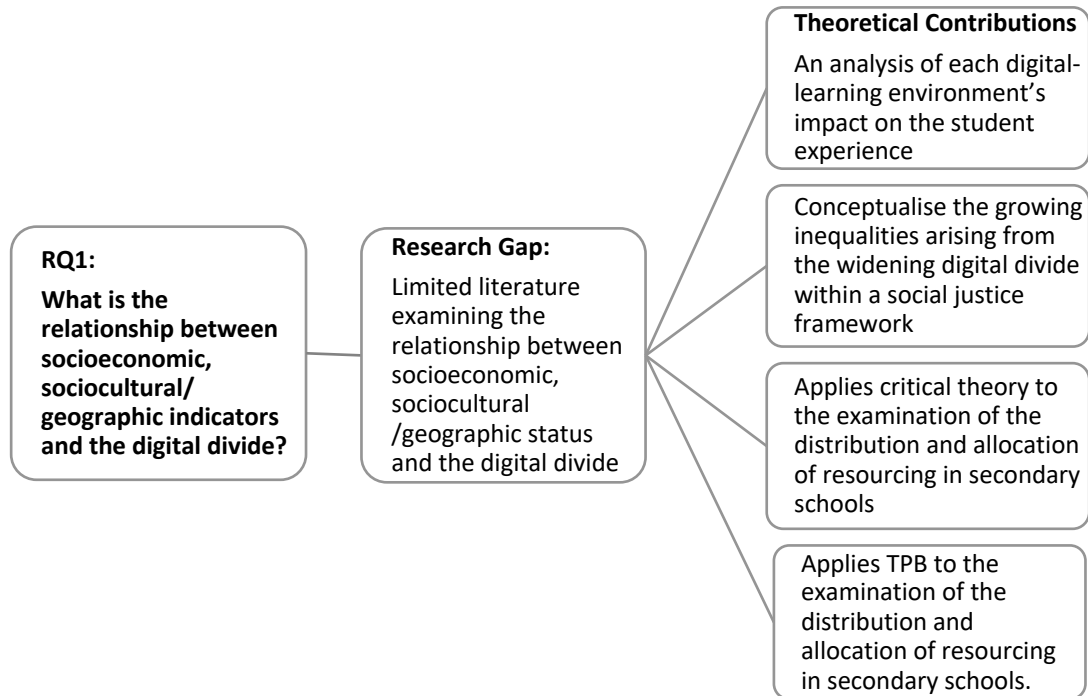 RQ1:
What is the
relationship between
socioeconomic,
sociocultural/
geographic indicators
and the digital divide?
Research Gap:
Limited literature
examining the
relationship between
socioeconomic,
sociocultural
/geographic status
and the digital divide
Theoretical Contributions
An analysis of each digital-
learning environment’s
impact on the student
experience
Conceptualise the growing
inequalities arising from
the widening digital divide
within a social justice
framework
Applies critical theory to
the examination of the
distribution and allocation
of resourcing in secondary
schools
Applies TPB to the
examination of the
distribution and
allocation of resourcing
in secondary schools.